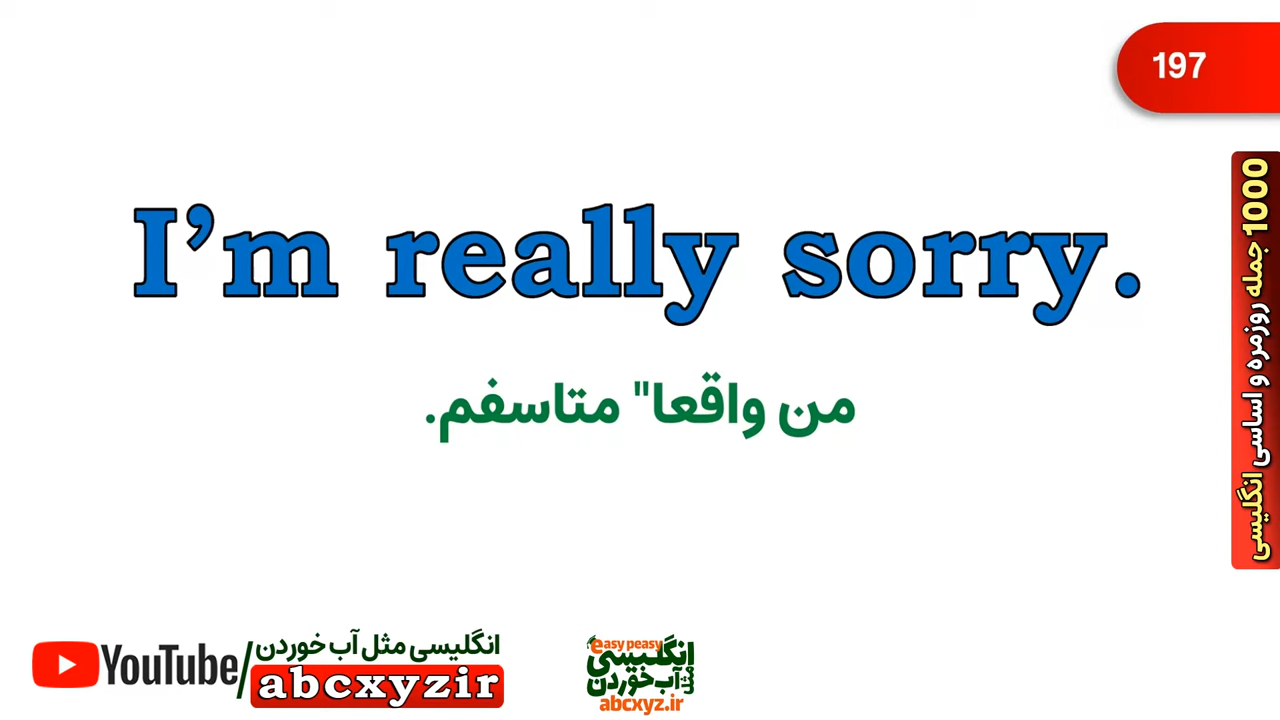 197
I’m really sorry.
من واقعا" متاسفم.
1000 جمله روزمره و اساسی انگلیسی
YouTube/
انگلیسی مثل آب خوردن
abcxyzir
easy peasy
انگلیسی
مثل
آب خوردن
abcxyz.ir